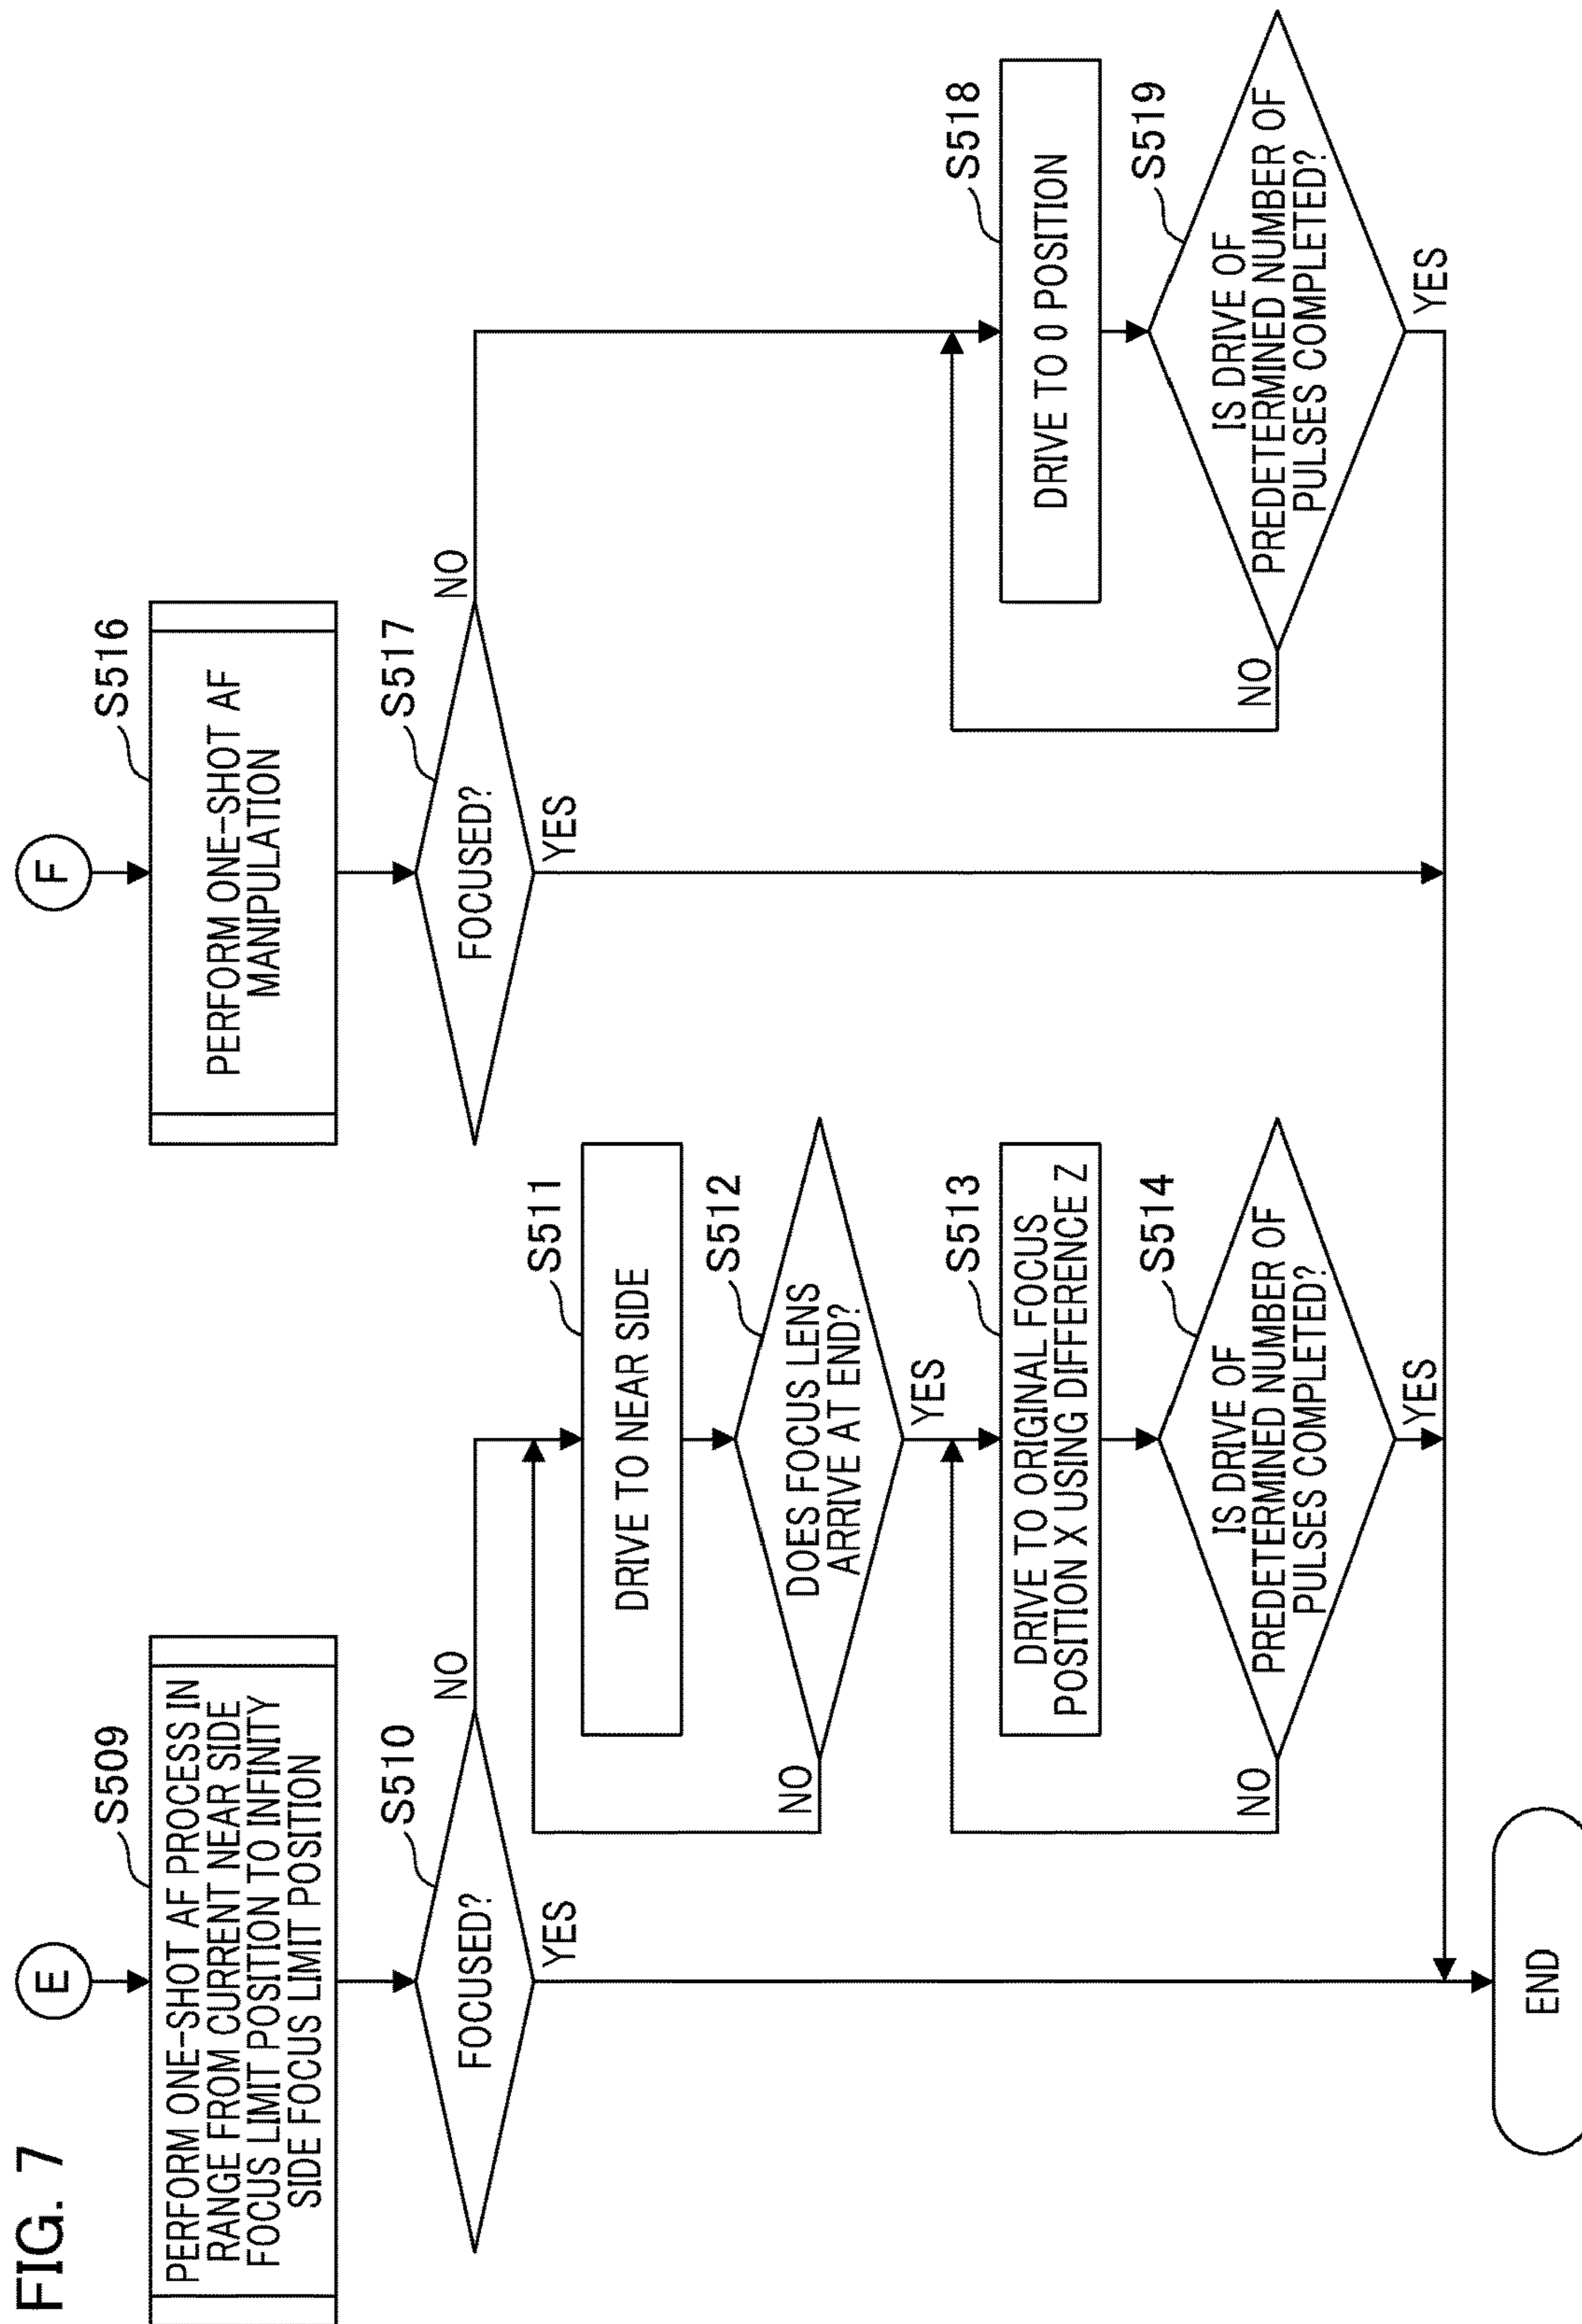 FIG. 7
E
S509
PERFORM ONE-SHOT AF PROCESS IN
RANGE FROM CURRENT NEAR SIDE
FOCUS LIMIT POSITION TO INFINITY
SIDE FOCUS LIMIT POSITION
S510
FOCUSED?
NO
YES
S511
DRIVE TO NEAR SIDE
S512
DOES FOCUS LENS
ARRIVE AT END?
NO
YES
S513
DRIVE TO ORIGINAL FOCUS
POSITION X USING DIFFERENCE Z
S514
IS DRIVE OF
PREDETERMINED NUMBER OF
PULSES COMPLETED?
NO
YES
END
F
S516
PERFORM ONE-SHOT AF
MANIPULATION
S517
FOCUSED?
NO
YES
S518
DRIVE TO 0 POSITION
S519
IS DRIVE OF
PREDETERMINED NUMBER OF
PULSES COMPLETED?
NO
YES